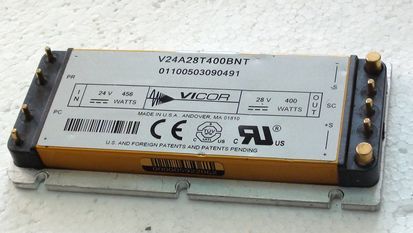 V24A28T400BNT
01100503090491
PR
IN
24 V 456
WATTS
VICOR
28 V 400
WATTS
OUT
+S
SC
-S
PC
MADE IN U.S.A., ANDOVER, MA 01810
CE
c RU us
U.S. AND FOREIGN PATENTS AND PATENTS PENDING